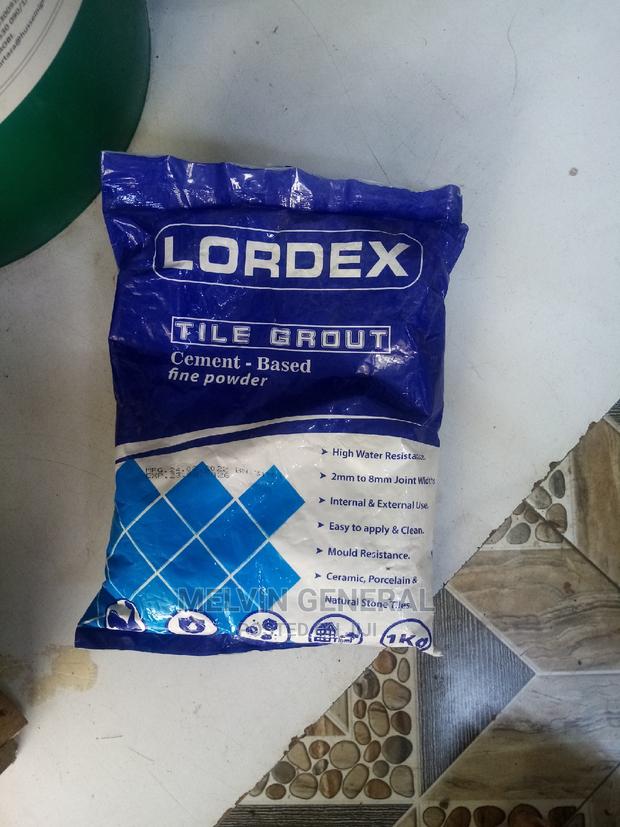 LORDEX
TILE GROUT
Cement - Based
fine powder
High Water Resistance.
2mm to 8mm Joint Widths
Internal & External Use.
Easy to apply & Clean.
Mould Resistance.
Ceramic, Porcelain &
Natural Stone Tiles.
MELVIN GENERAL
1KG